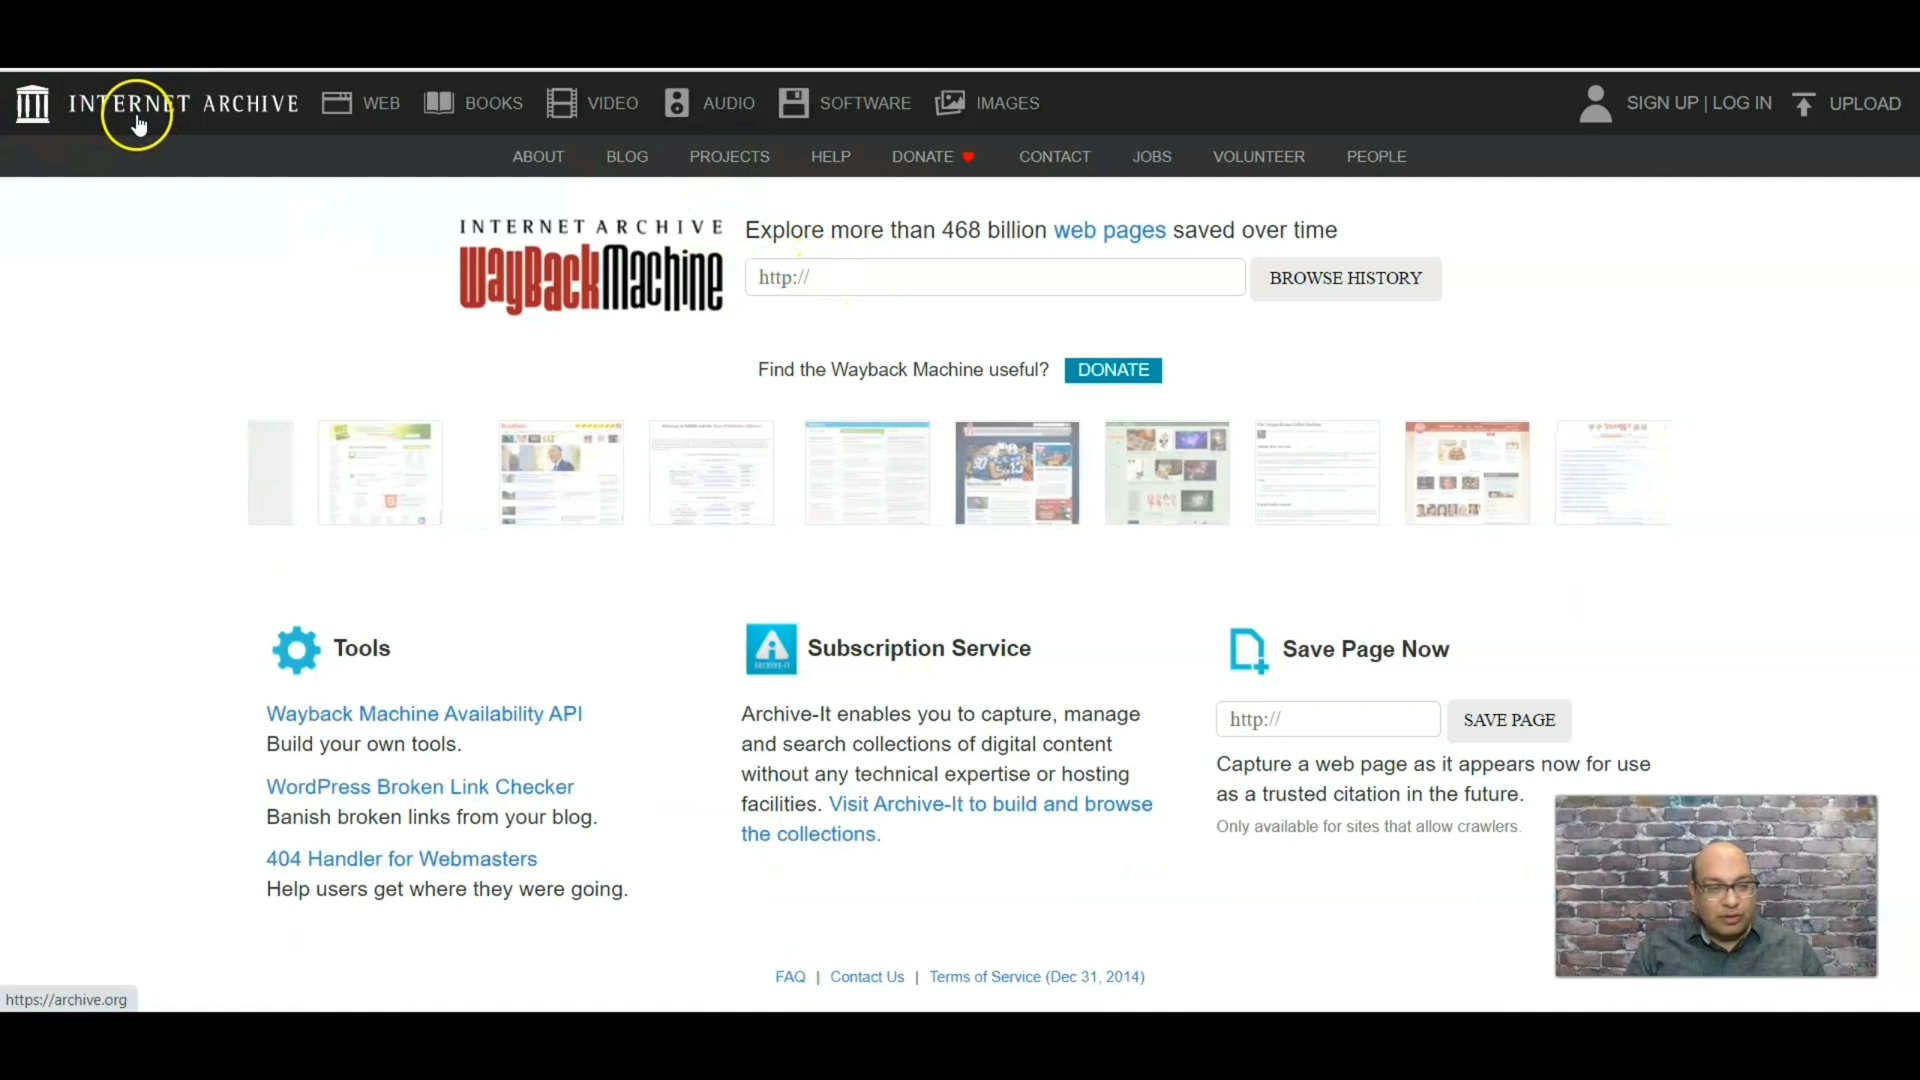 INTERNET ARCHIVE WEB BOOKS VIDEO AUDIO SOFTWARE IMAGES SIGN UP | LOG IN UPLOAD
ABOUT BLOG PROJECTS HELP DONATE CONTACT JOBS VOLUNTEER PEOPLE
INTERNET ARCHIVE
WayBackMachine
Explore more than 468 billion web pages saved over time
http:// BROWSE HISTORY
Find the Wayback Machine useful? DONATE
Tools
Wayback Machine Availability API
Build your own tools.
WordPress Broken Link Checker
Banish broken links from your blog.
404 Handler for Webmasters
Help users get where they were going.
ARCHIVE-IT
Subscription Service
Archive-It enables you to capture, manage
and search collections of digital content
without any technical expertise or hosting
facilities. Visit Archive-It to build and browse
the collections.
Save Page Now
http:// SAVE PAGE
Capture a web page as it appears now for use
as a trusted citation in the future.
Only available for sites that allow crawlers.
FAQ | Contact Us | Terms of Service (Dec 31, 2014)
https://archive.org